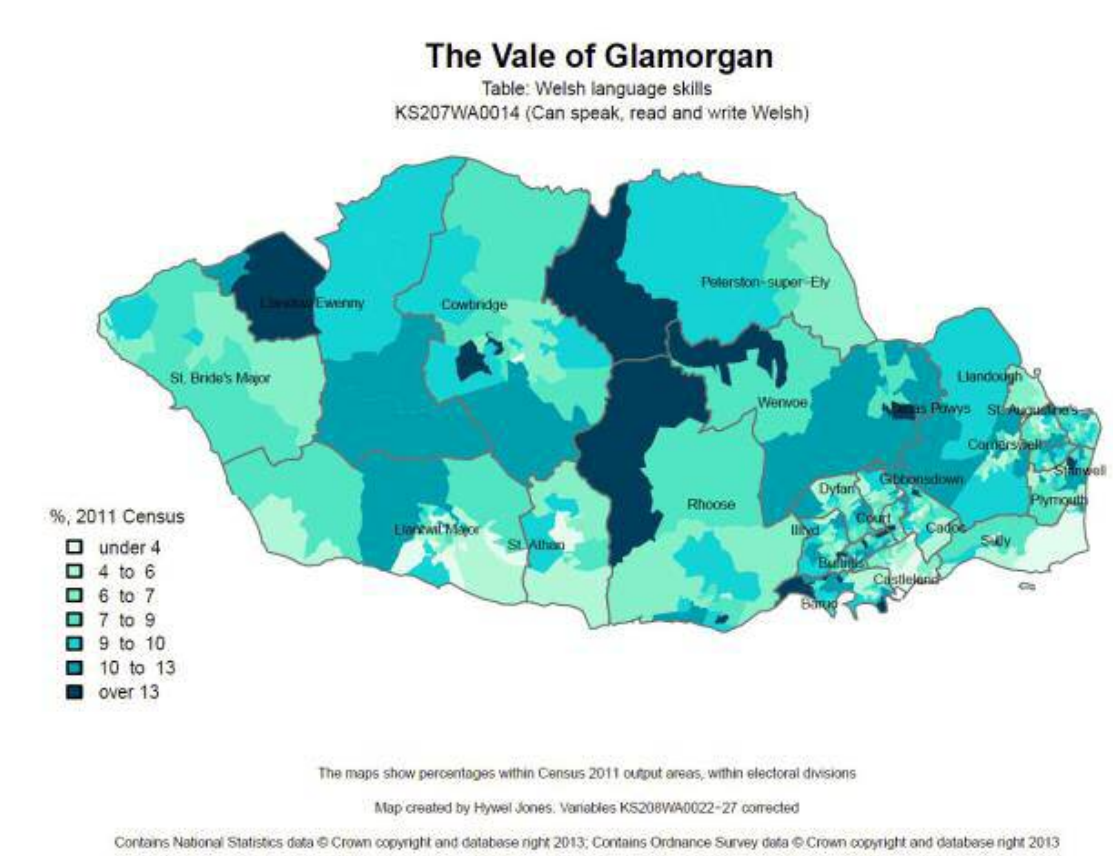 The Vale of Glamorgan
Table: Welsh language skills
KS207WA0014 (Can speak, read and write Welsh)
Peterston-super-Ely
Ewenny
Cowbridge
St. Bride's Major
Llandough
Wenvoe
Powys
St. Augustine's
Cornerswell
Stanwell
Gibbonsdown
Dyfan
Plymouth
Rhoose
%, 2011 Census
under 4
4 to 6
6 to 7
7 to 9
9 to 10
10 to 13
over 13
Llantwil Major
St. Athan
Illtyd
Court
Cadoc
Sully
Buttrills
Castleland
Baruc
The maps show percentages within Census 2011 output areas, within electoral divisions
Map created by Hywel Jones. Variables KS208WA0022-27 corrected
Contains National Statistics data © Crown copyright and database right 2013; Contains Ordnance Survey data © Crown copyright and database right 2013